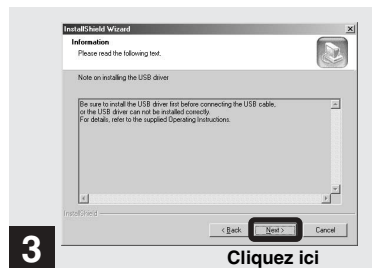 InstallShield Wizard
Information
Please read the following text.
Note on installing the USB driver
Be sure to install the USB driver first before connecting the USB cable,
or the USB driver can not be installed correctly.
For details, refer to the supplied Operating Instructions.
InstallShield
< Back Next > Cancel
3 Cliquez ici